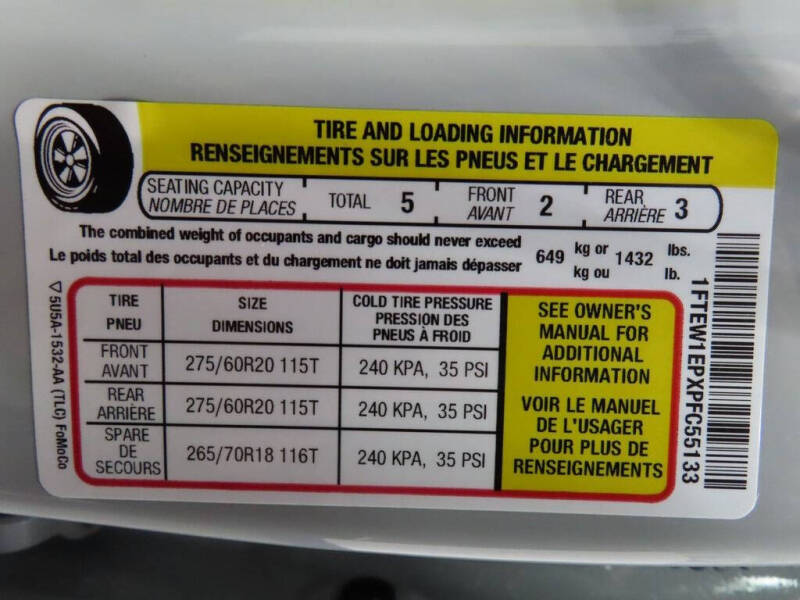 TIRE AND LOADING INFORMATION
RENSEIGNEMENTS SUR LES PNEUS ET LE CHARGEMENT
SEATING CAPACITY
NOMBRE DE PLACES
TOTAL 5
FRONT
AVANT 2
REAR
ARRIÈRE 3
The combined weight of occupants and cargo should never exceed
Le poids total des occupants et du chargement ne doit jamais dépasser
649 kg or 1432 lbs.
kg ou lb.
TIRE
PNEU
SIZE
DIMENSIONS
COLD TIRE PRESSURE
PRESSION DES
PNEUS À FROID
FRONT
AVANT
275/60R20 115T
240 KPA, 35 PSI
REAR
ARRIÈRE
275/60R20 115T
240 KPA, 35 PSI
SPARE
DE
SECOURS
265/70R18 116T
240 KPA, 35 PSI
SEE OWNER'S
MANUAL FOR
ADDITIONAL
INFORMATION
VOIR LE MANUEL
DE L'USAGER
POUR PLUS DE
RENSEIGNEMENTS
1FTEW1EPXPFC55133
5U5A-1532-AA (TLC) FoMoCo